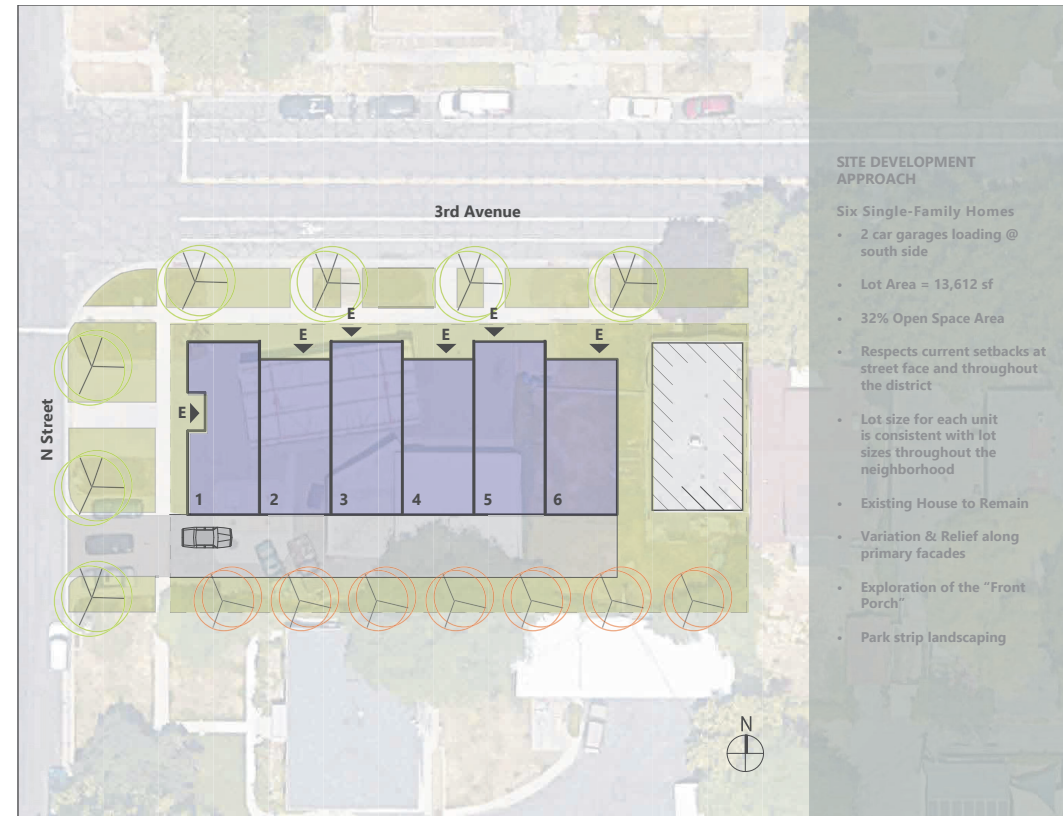 3rd Avenue
N Street
E
E
E
E
E
E
1
2
3
4
5
6
N
SITE DEVELOPMENT
APPROACH
Six Single-Family Homes
• 2 car garages loading @
south side
• Lot Area = 13,612 sf
• 32% Open Space Area
• Respects current setbacks at
street face and throughout
the district
• Lot size for each unit
is consistent with lot
sizes throughout the
neighborhood
• Existing House to Remain
• Variation & Relief along
primary facades
• Exploration of the “Front
Porch”
• Park strip landscaping